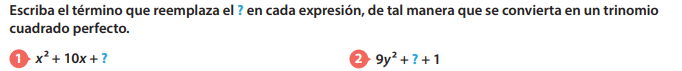 Escriba el término que reemplaza el ? en cada expresión, de tal manera que se convierta en un trinomio
cuadrado perfecto.
1 x² + 10x + ?
2 9y² + ? + 1